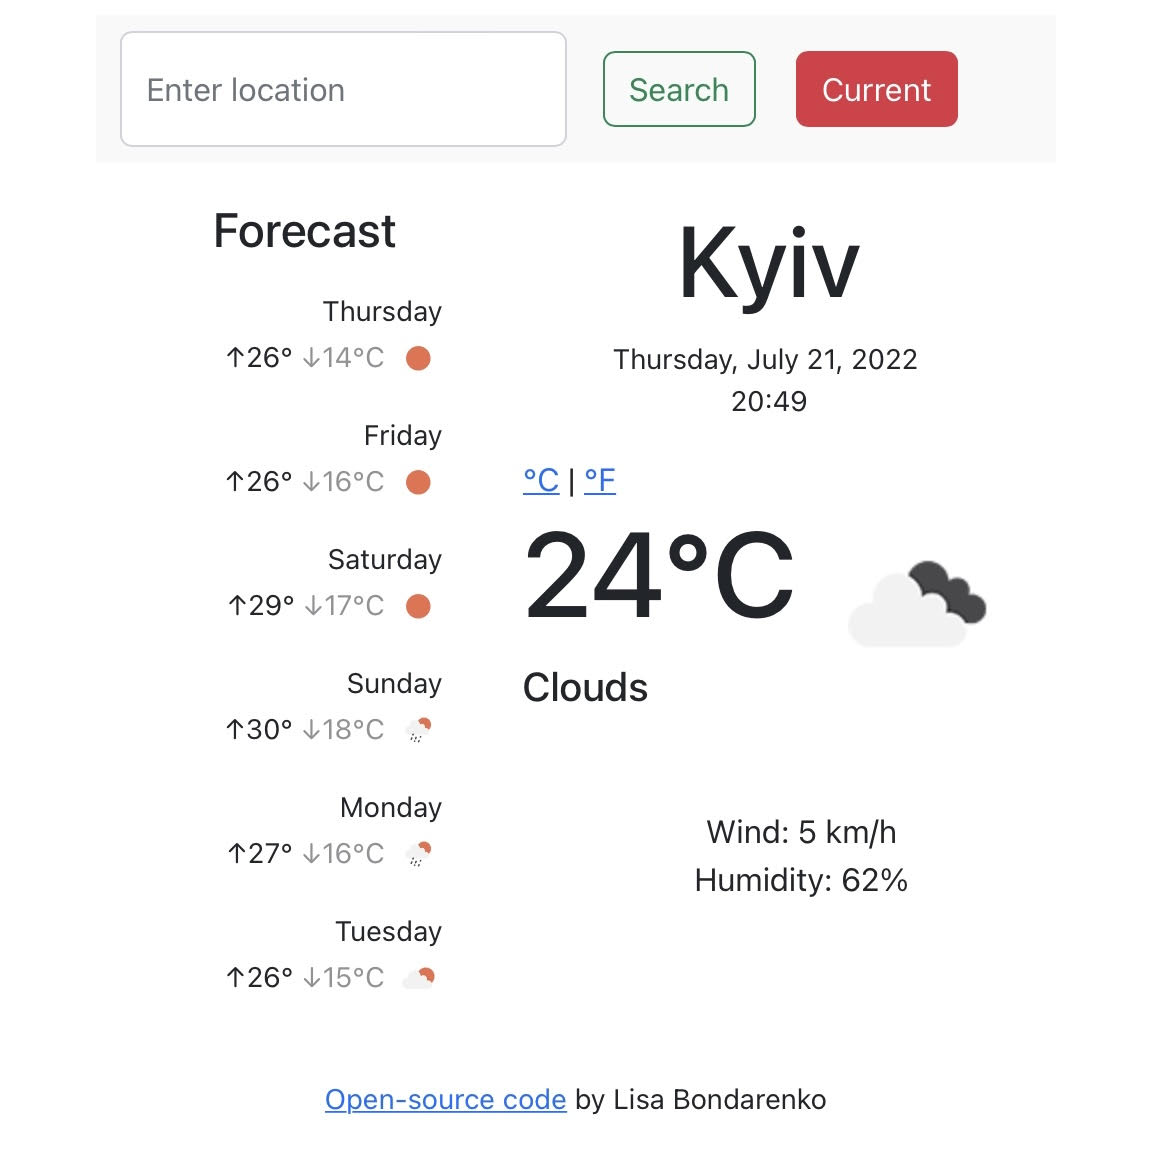 Enter location
Search
Current
Forecast
Thursday
↑26° ↓14°C
Friday
↑26° ↓16°C
Saturday
↑29° ↓17°C
Sunday
↑30° ↓18°C
Monday
↑27° ↓16°C
Tuesday
↑26° ↓15°C
Kyiv
Thursday, July 21, 2022
20:49
°C | °F
24°C
Clouds
Wind: 5 km/h
Humidity: 62%
Open-source code by Lisa Bondarenko